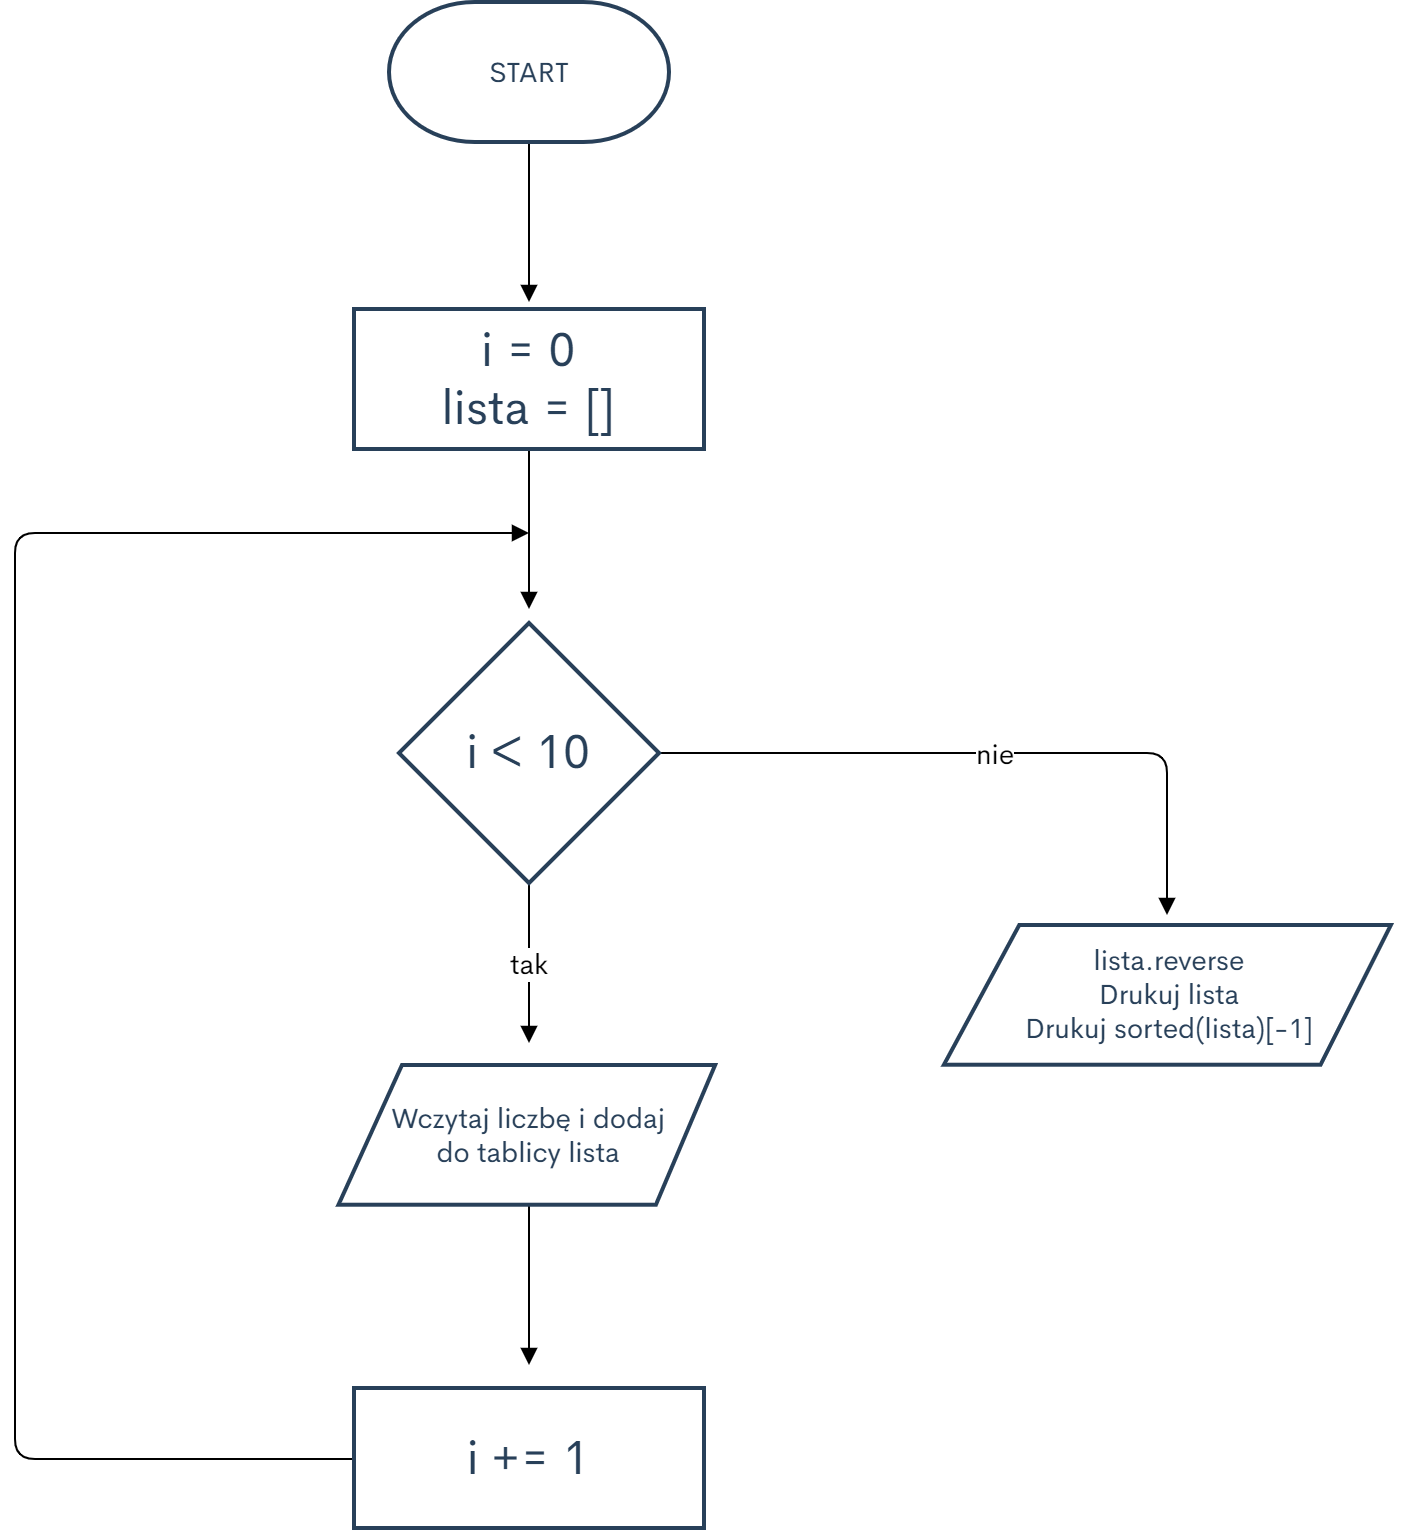 START
i = 0
lista = []
i < 10
nie
tak
lista.reverse
Drukuj lista
Drukuj sorted(lista)[-1]
Wczytaj liczbę i dodaj
do tablicy lista
i += 1